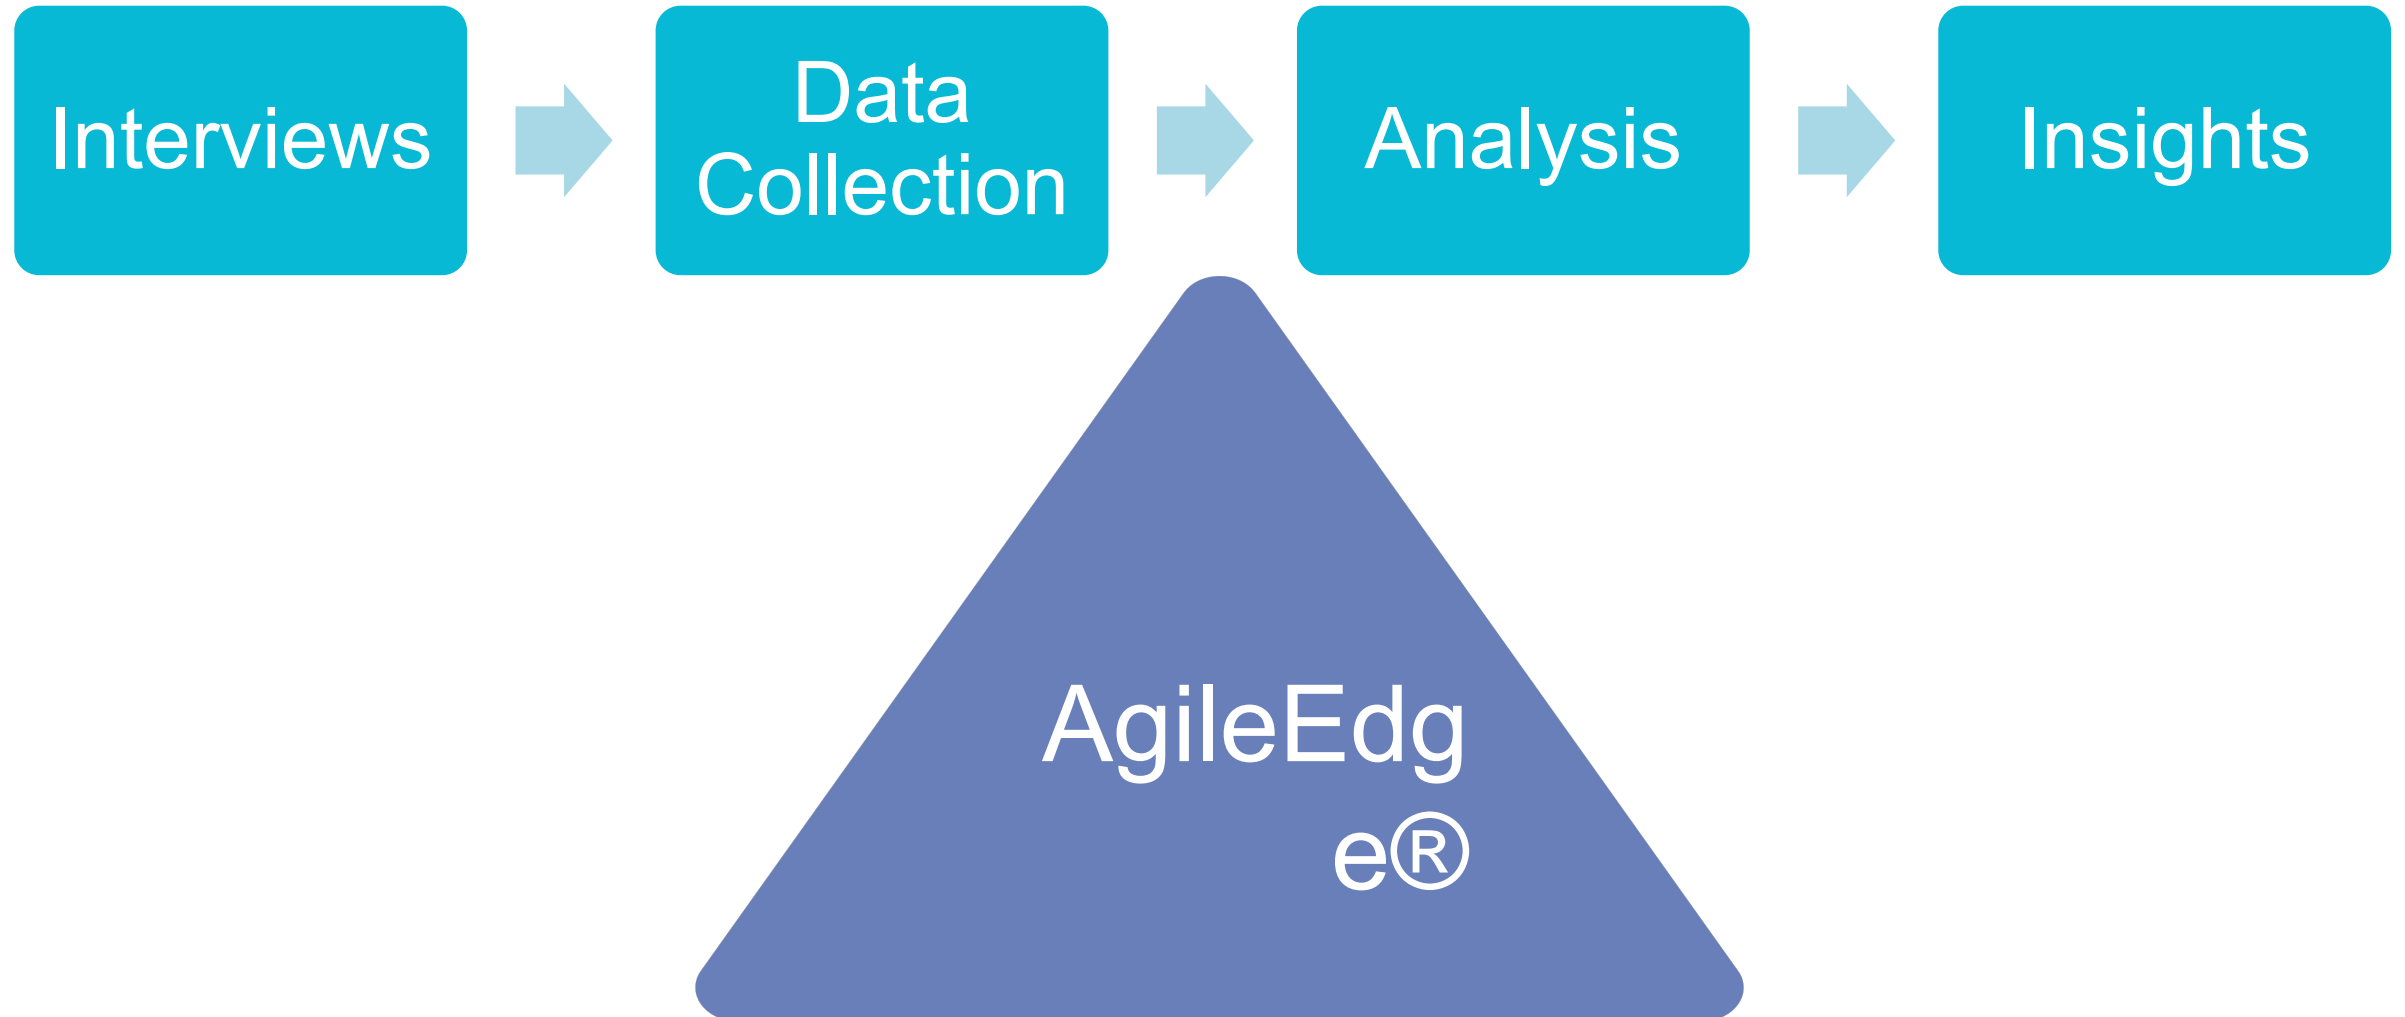 Interviews
Data
Collection
Analysis
Insights
AgileEdg
e®